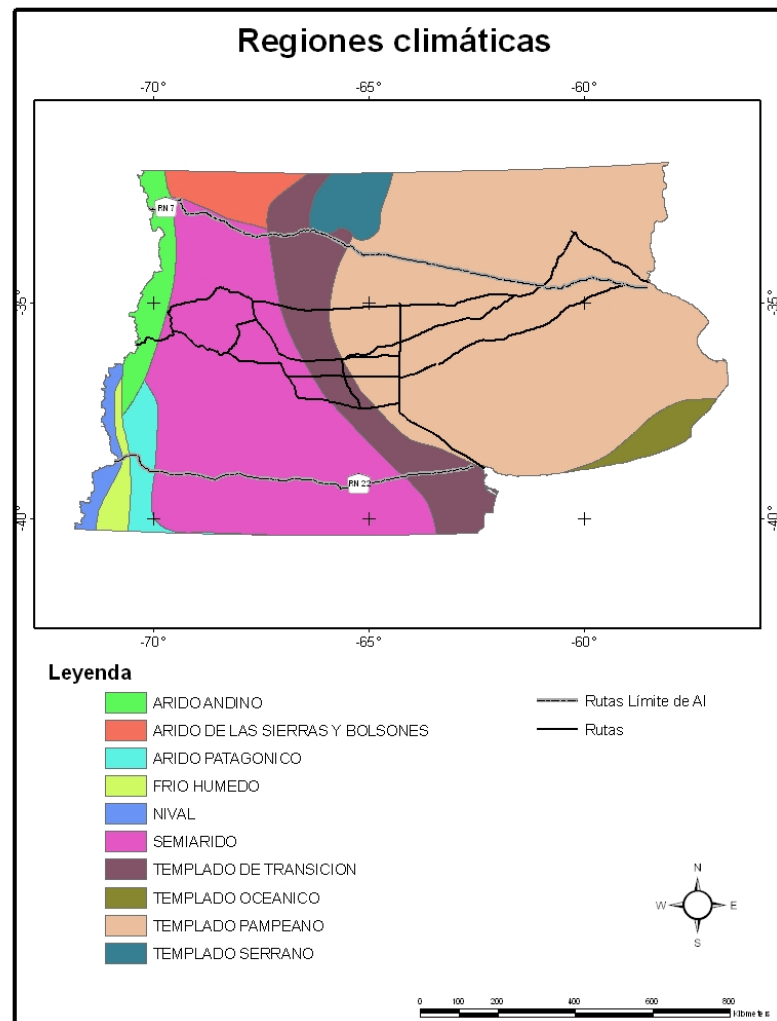 Regiones climáticas
-70° -65° -60°
RN 7
-35° -35°
RN 22
-40° -40°
-70° -65° -60°
Leyenda
ARIDO ANDINO
ARIDO DE LAS SIERRAS Y BOLSONES
ARIDO PATAGONICO
FRIO HUMEDO
NIVAL
SEMIARIDO
TEMPLADO DE TRANSICION
TEMPLADO OCEANICO
TEMPLADO PAMPEANO
TEMPLADO SERRANO
Rutas Límite de AI
Rutas
N
W E
S
0 100 200 400 600 800
Kilometers